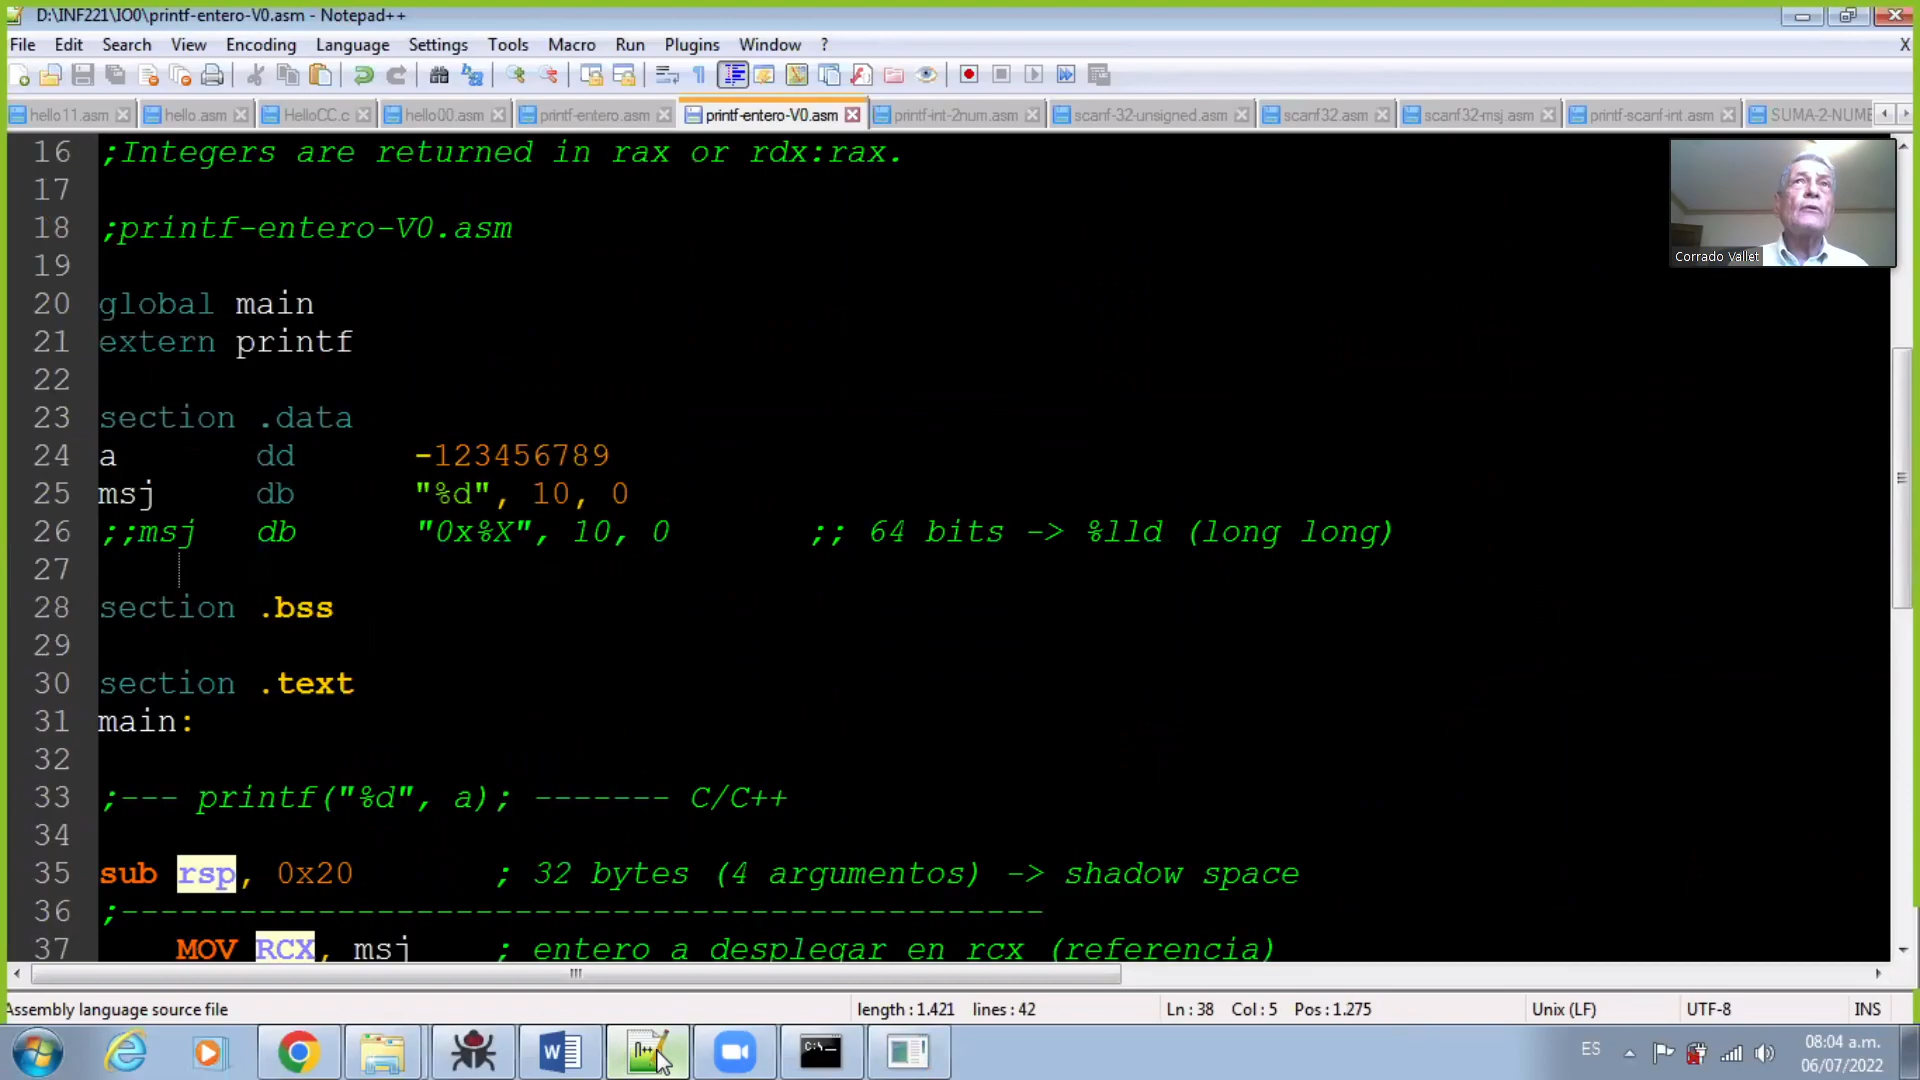 D:\INF221\IO0\printf-entero-V0.asm - Notepad++
File Edit Search View Encoding Language Settings Tools Macro Run Plugins Window ? X
hello11.asm hello.asm HelloCC.c hello00.asm printf-entero.asm printf-entero-V0.asm printf-int-2num.asm scanf-32-unsigned.asm scanf32.asm scanf32-msj.asm printf-scanf-int.asm SUMA-2-NUME
16 ;Integers are returned in rax or rdx:rax.
17
18 ;printf-entero-V0.asm
19
20 global main
21 extern printf
22
23 section .data
24 a dd -123456789
25 msj db "%d", 10, 0
26 ;;msj db "0x%X", 10, 0 ;; 64 bits -> %lld (long long)
27
28 section .bss
29
30 section .text
31 main:
32
33 ;--- printf("%d", a); ------- C/C++
34
35 sub rsp, 0x20 ; 32 bytes (4 argumentos) -> shadow space
36 ;-----------------------------------------------
37 MOV RCX, msj ; entero a desplegar en rcx (referencia)
Corrado Vallet
Assembly language source file length : 1.421 lines : 42 Ln : 38 Col : 5 Pos : 1.275 Unix (LF) UTF-8 INS
ES
08:04 a.m.
06/07/2022